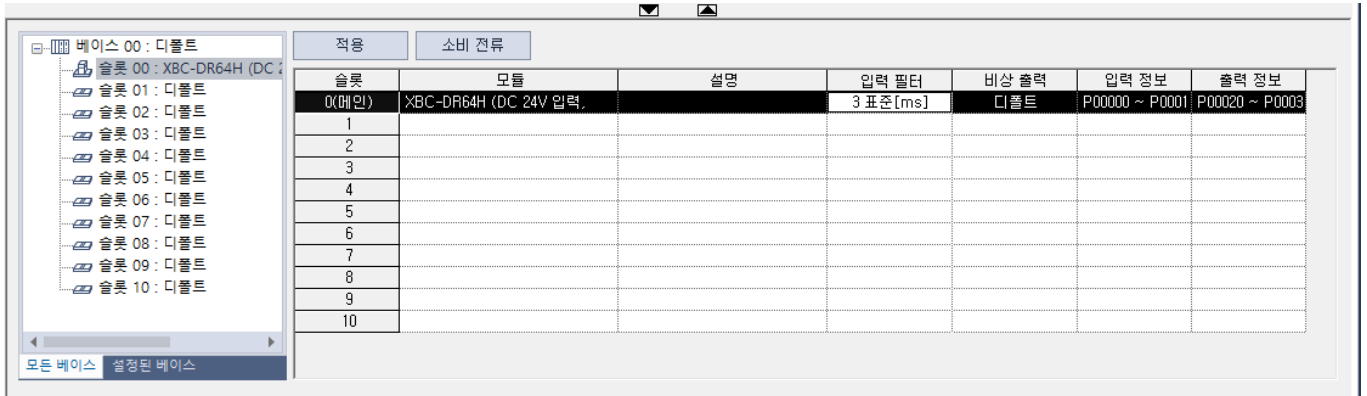 베이스 00 : 디폴트
슬롯 00 : XBC-DR64H (DC 2
슬롯 01 : 디폴트
슬롯 02 : 디폴트
슬롯 03 : 디폴트
슬롯 04 : 디폴트
슬롯 05 : 디폴트
슬롯 06 : 디폴트
슬롯 07 : 디폴트
슬롯 08 : 디폴트
슬롯 09 : 디폴트
슬롯 10 : 디폴트
모든 베이스 설정된 베이스
적용 소비 전류
슬롯 모듈 설명 입력 필터 비상 출력 입력 정보 출력 정보
0(메인) XBC-DR64H (DC 24V 입력, 3 표준[ms] 디폴트 P00000 ~ P0001 P00020 ~ P0003
1
2
3
4
5
6
7
8
9
10